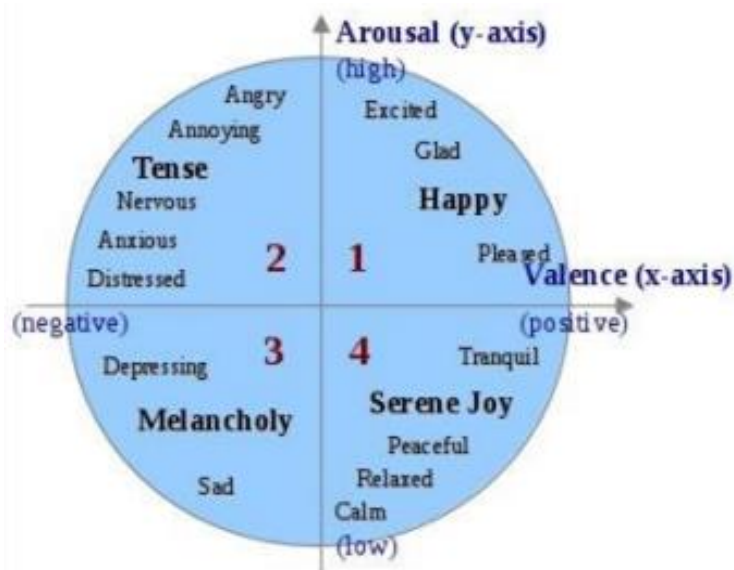 Arousal (y-axis)
(high)
Angry
Excited
Annoying
Glad
Tense
Nervous
Happy
Anxious
Pleased
Distressed
2
1
Valence (x-axis)
(negative)
(positive)
3
4
Depressing
Tranquil
Melancholy
Serene Joy
Peaceful
Sad
Relaxed
Calm
(low)